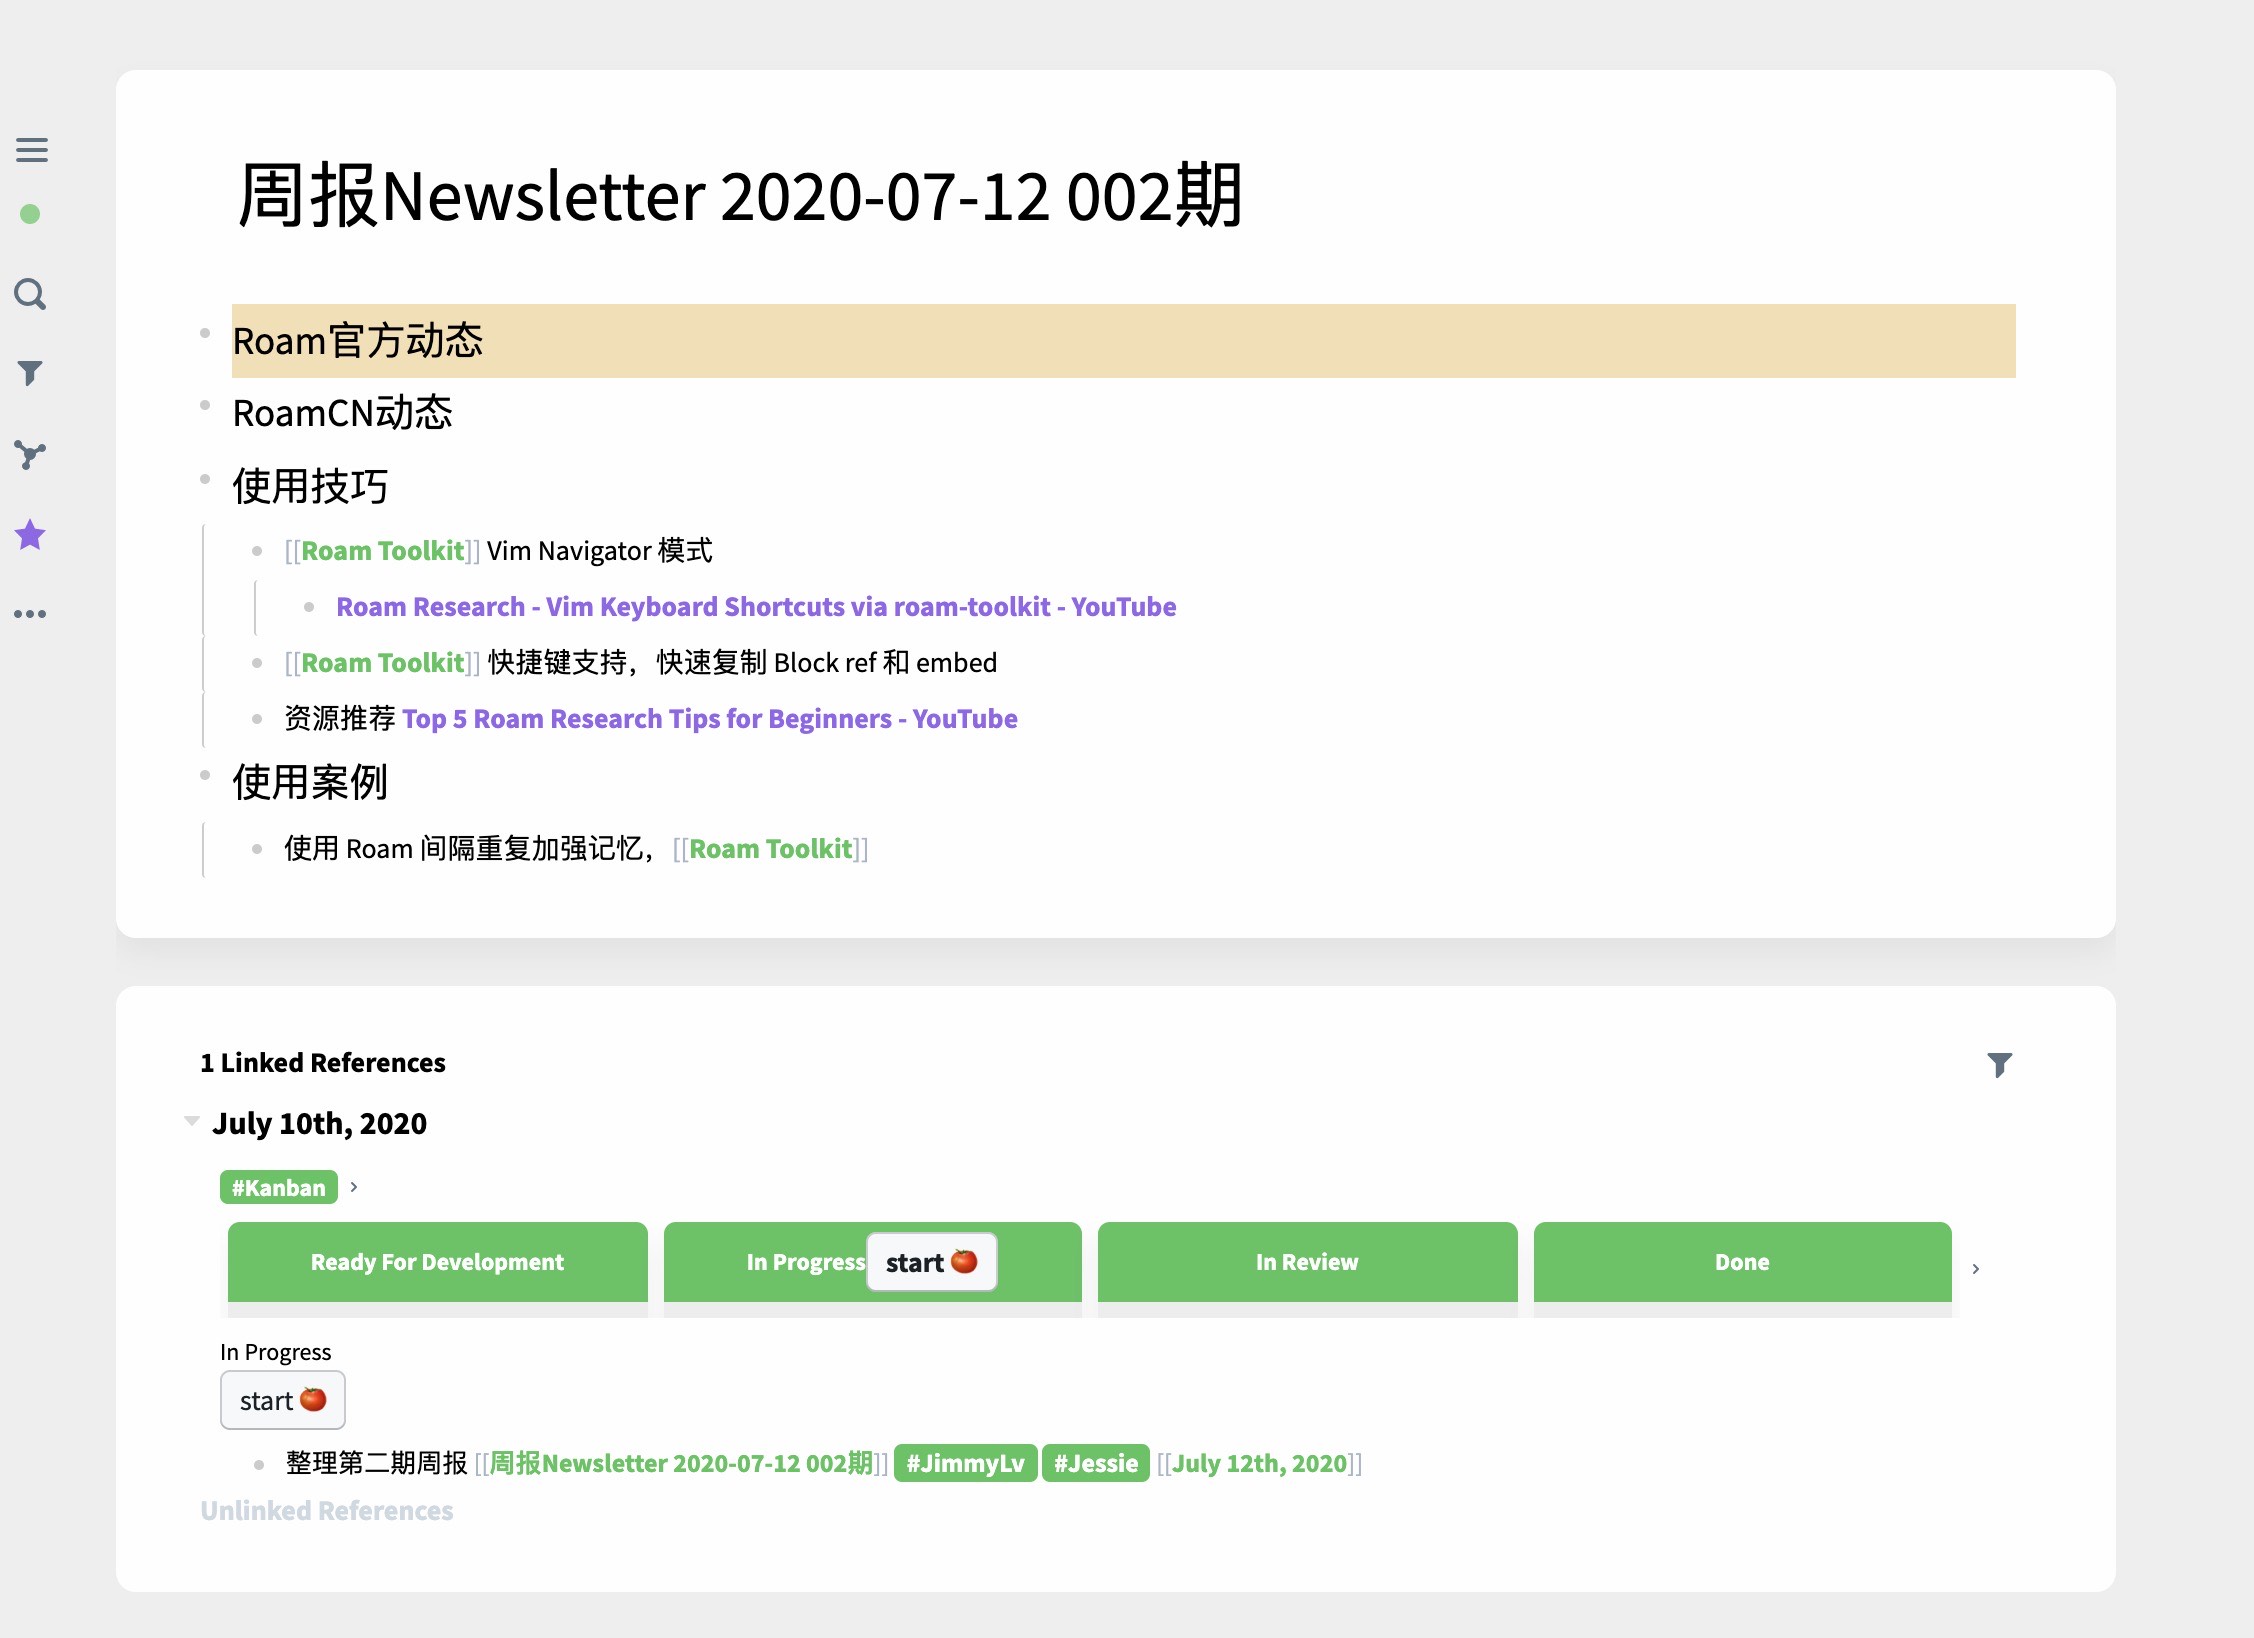 周报Newsletter 2020-07-12 002期
Roam官方动态
RoamCN动态
使用技巧
[[Roam Toolkit]] Vim Navigator 模式
Roam Research - Vim Keyboard Shortcuts via roam-toolkit - YouTube
[[Roam Toolkit]] 快捷键支持，快速复制 Block ref 和 embed
资源推荐 Top 5 Roam Research Tips for Beginners - YouTube
使用案例
使用 Roam 间隔重复加强记忆，[[Roam Toolkit]]
1 Linked References
July 10th, 2020
#Kanban
Ready For Development In Progress start 🍅 In Review Done
In Progress
start 🍅
整理第二期周报 [[周报Newsletter 2020-07-12 002期]] #JimmyLv #Jessie [[July 12th, 2020]]
Unlinked References